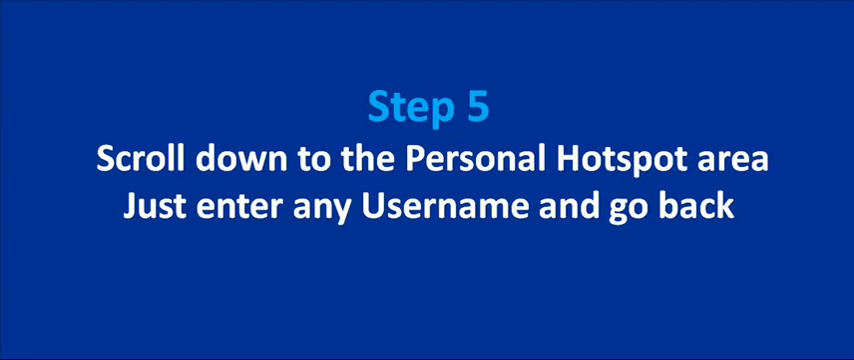 Step 5
Scroll down to the Personal Hotspot area
Just enter any Username and go back